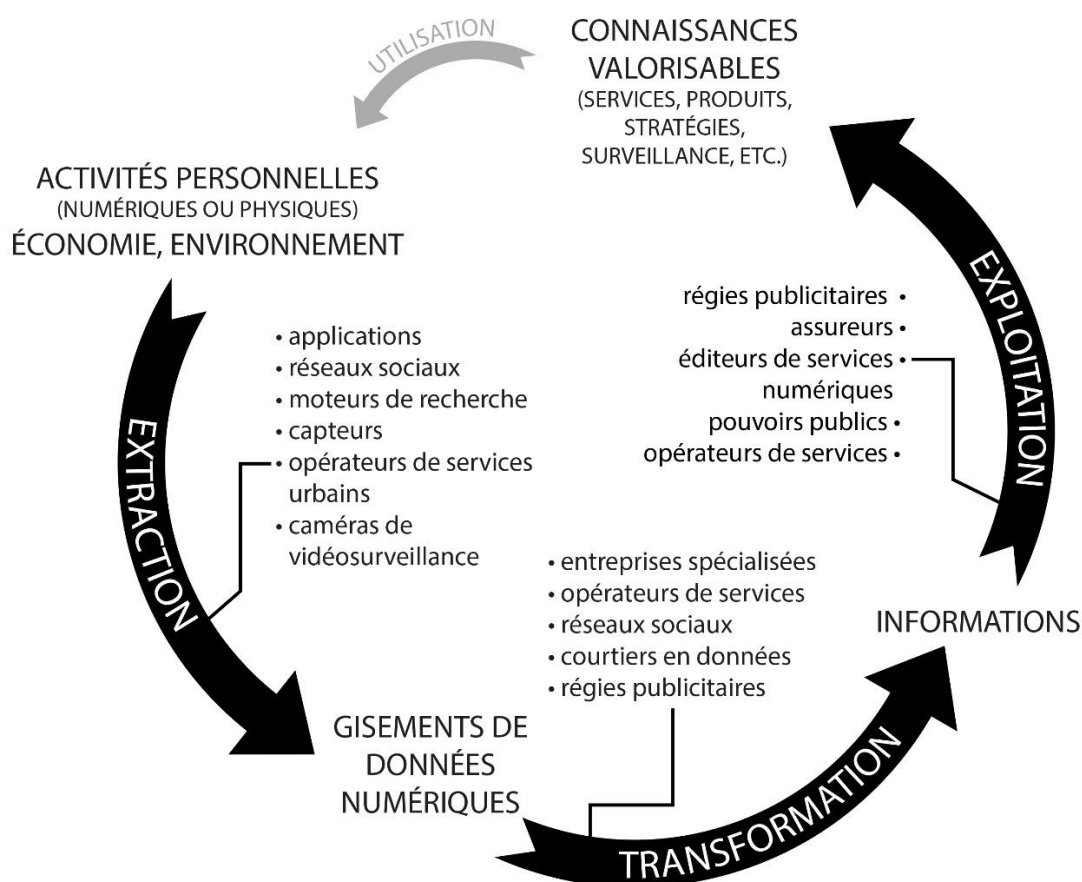 UTILISATION
CONNAISSANCES
VALORISABLES
(SERVICES, PRODUITS,
STRATÉGIES,
SURVEILLANCE, ETC.)
ACTIVITÉS PERSONNELLES
(NUMÉRIQUES OU PHYSIQUES)
ÉCONOMIE, ENVIRONNEMENT
EXTRACTION
• applications
• réseaux sociaux
• moteurs de recherche
• capteurs
• opérateurs de services
urbains
• caméras de
vidéosurveillance
GISEMENTS DE
DONNÉES
NUMÉRIQUES
TRANSFORMATION
• entreprises spécialisées
• opérateurs de services
• réseaux sociaux
• courtiers en données
• régies publicitaires
INFORMATIONS
EXPLOITATION
régies publicitaires •
assureurs •
éditeurs de services •
numériques
pouvoirs publics •
opérateurs de services •